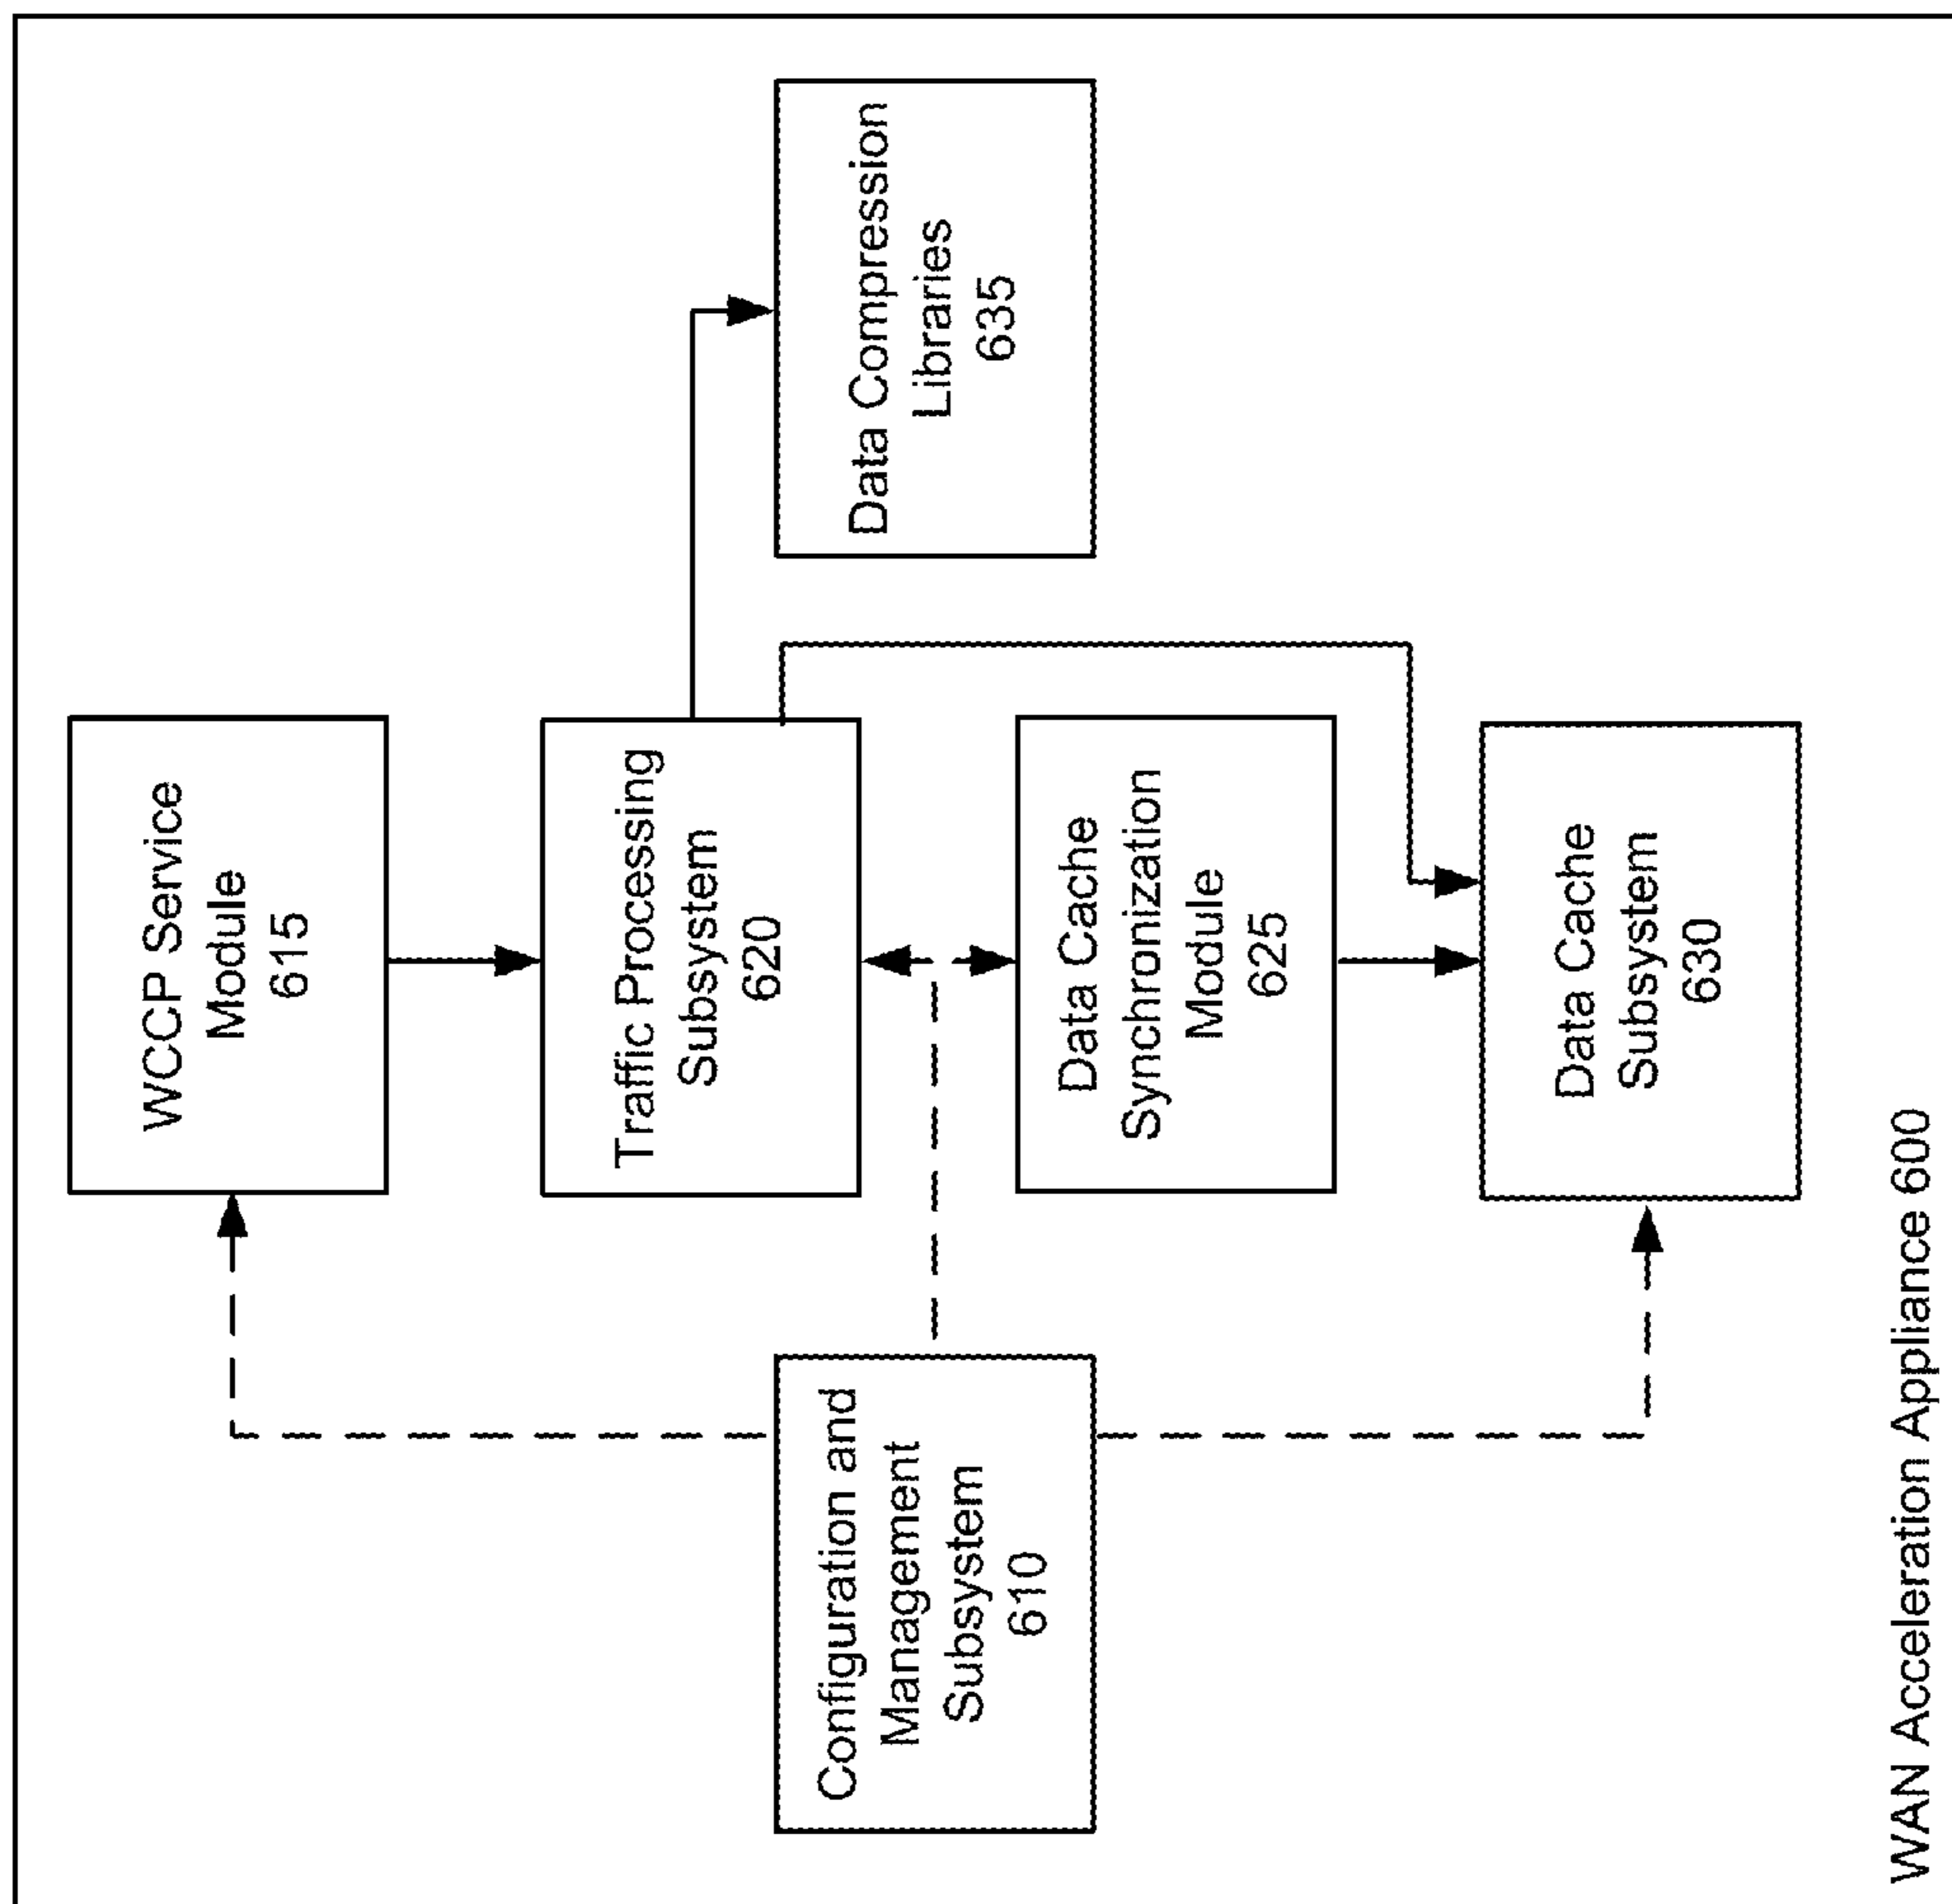 WCCP Service
Module
615
Traffic Processing
Subsystem
620
Data Compression
Libraries
635
Configuration and
Management
Subsystem
610
Data Cache
Synchronization
Module
625
Data Cache
Subsystem
630
WAN Acceleration Appliance 600